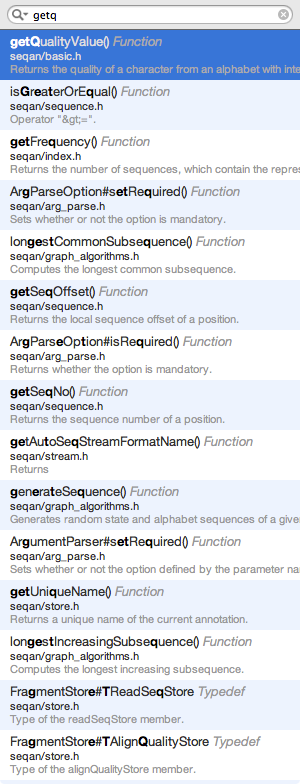 getq
getQualityValue() Function
seqan/basic.h
Returns the quality of a character from an alphabet with inte
isGreaterOrEqual() Function
seqan/sequence.h
Operator "&gt;=".
getFrequency() Function
seqan/index.h
Returns the number of sequences, which contain the repres
ArgParseOption#setRequired() Function
seqan/arg_parse.h
Sets whether or not the option is mandatory.
longestCommonSubsequence() Function
seqan/graph_algorithms.h
Computes the longest common subsequence.
getSeqOffset() Function
seqan/sequence.h
Returns the local sequence offset of a position.
ArgParseOption#isRequired() Function
seqan/arg_parse.h
Returns whether the option is mandatory.
getSeqNo() Function
seqan/sequence.h
Returns the sequence number of a position.
getAutoSeqStreamFormatName() Function
seqan/stream.h
Returns
generateSequence() Function
seqan/graph_algorithms.h
Generates random state and alphabet sequences of a give
ArgumentParser#setRequired() Function
seqan/arg_parse.h
Sets whether or not the option defined by the parameter na
getUniqueName() Function
seqan/store.h
Returns a unique name of the current annotation.
longestIncreasingSubsequence() Function
seqan/graph_algorithms.h
Computes the longest increasing subsequence.
FragmentStore#TReadSeqStore Typedef
seqan/store.h
Type of the readSeqStore member.
FragmentStore#TAlignQualityStore Typedef
seqan/store.h
Type of the alignQualityStore member.